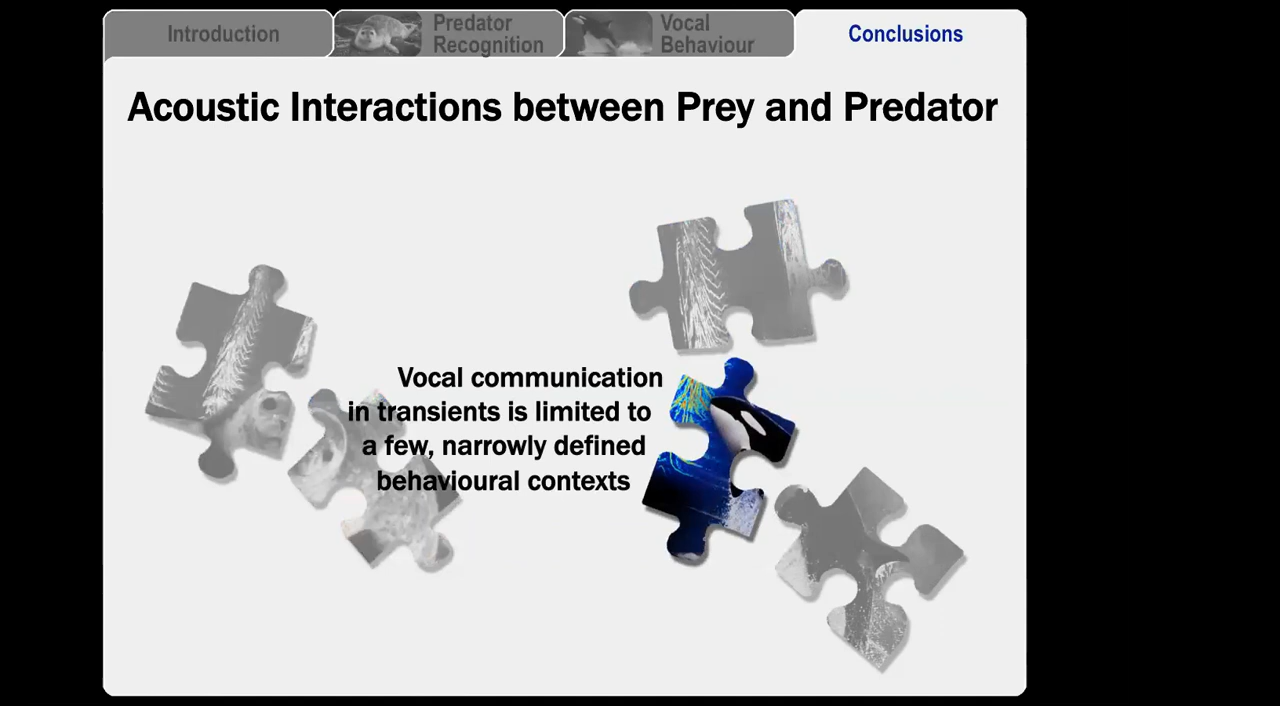 Introduction
Predator
Recognition
Vocal
Behaviour
Conclusions
Acoustic Interactions between Prey and Predator
Vocal communication
in transients is limited to
a few, narrowly defined
behavioural contexts